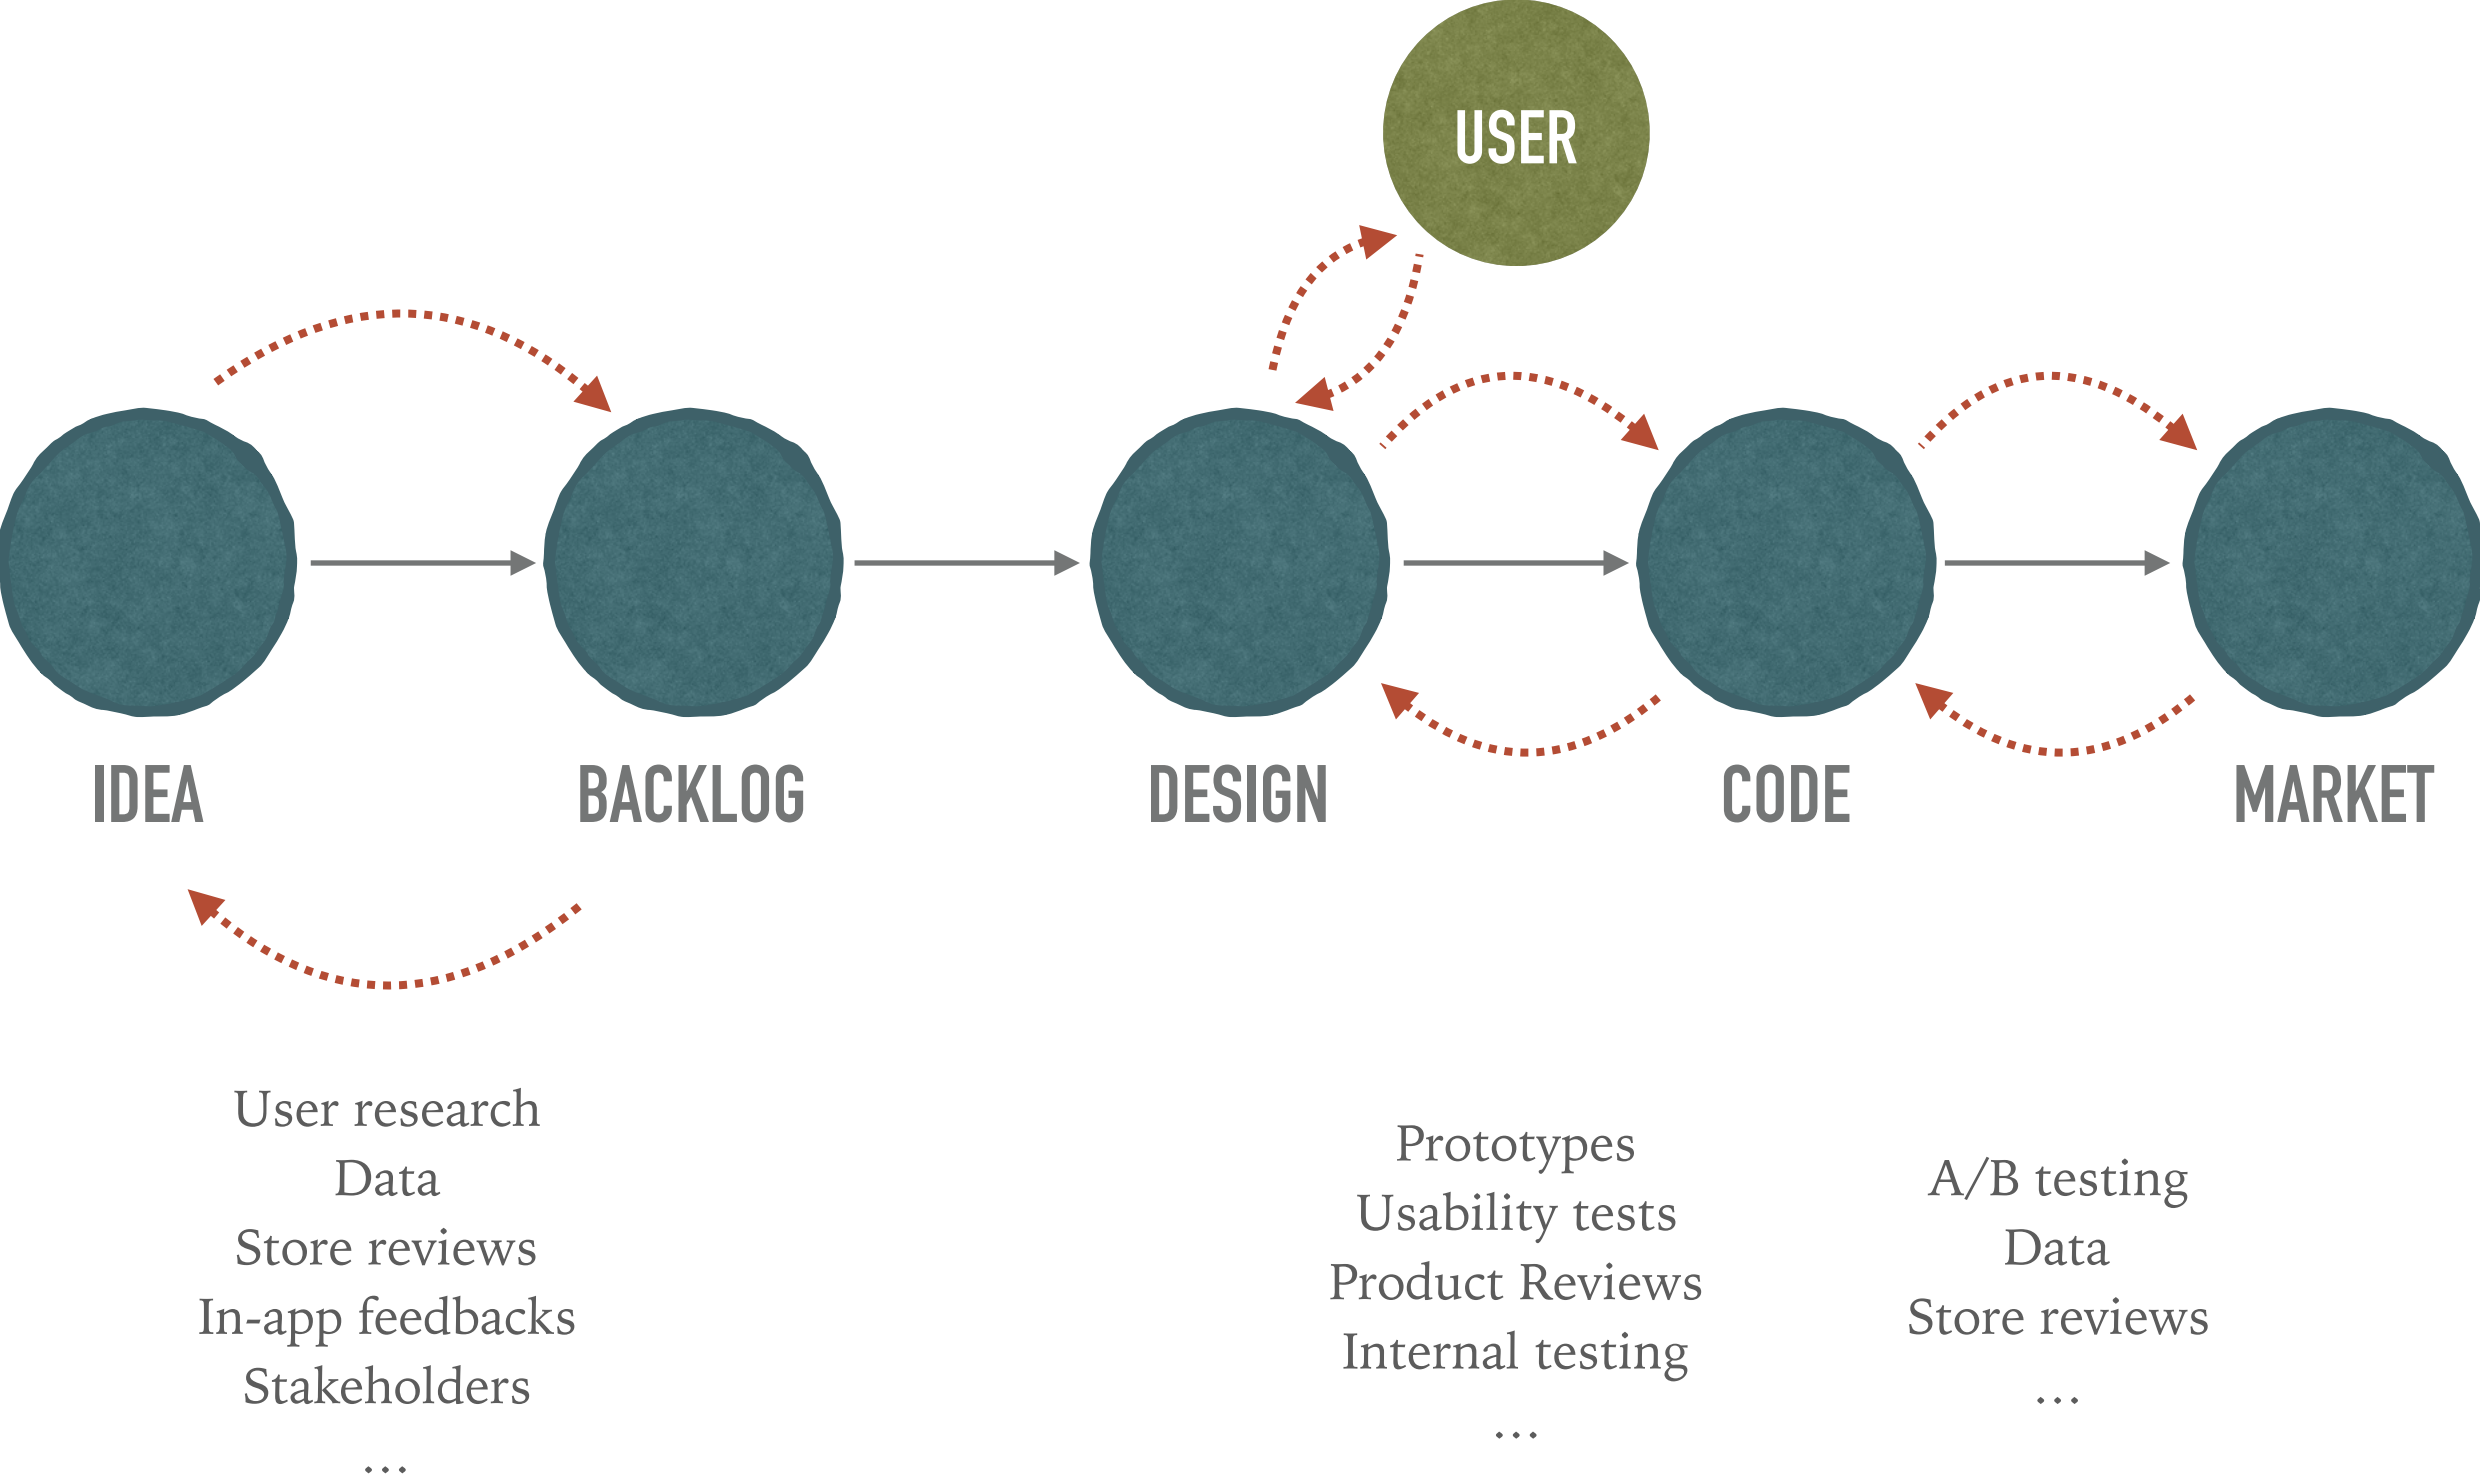 USER
IDEA
BACKLOG
DESIGN
CODE
MARKET
User research
Data
Store reviews
In-app feedbacks
Stakeholders
...
Prototypes
Usability tests
Product Reviews
Internal testing
...
A/B testing
Data
Store reviews
...